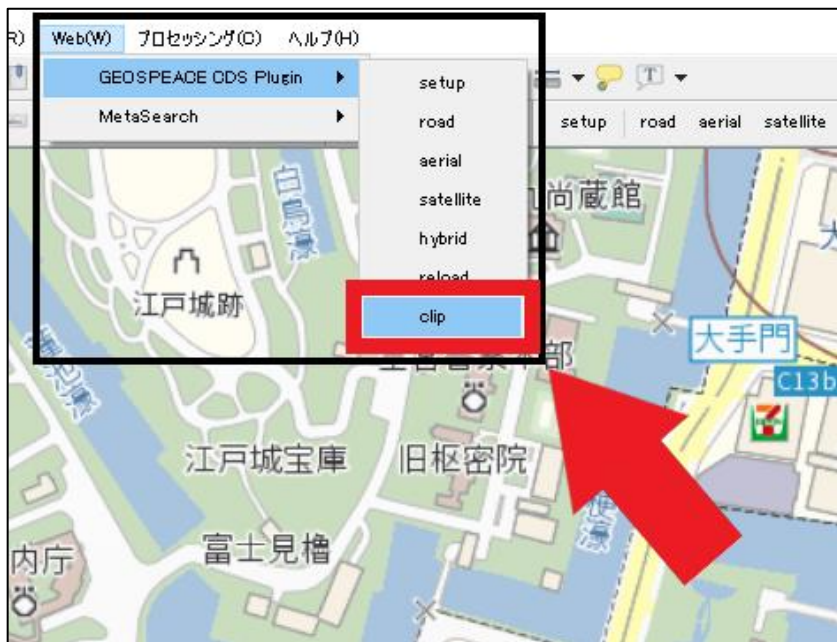 R) Web(W) プロセッシング(C) ヘルプ(H)
GEOSPEACE CDS Plugin
MetaSearch
setup
road
aerial
satellite
hybrid
reload
clip
setup road aerial satellite
T
白鳥濠
尚蔵館
江戸城跡
大手門
C13b
部
江戸城宝庫
旧枢密院
富士見櫓
内庁